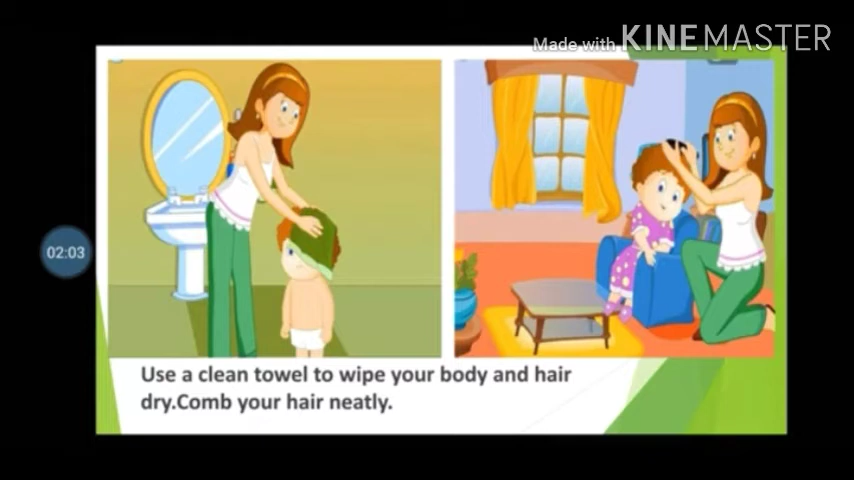 Made with KINEMASTER
02:03
Use a clean towel to wipe your body and hair
dry.Comb your hair neatly.